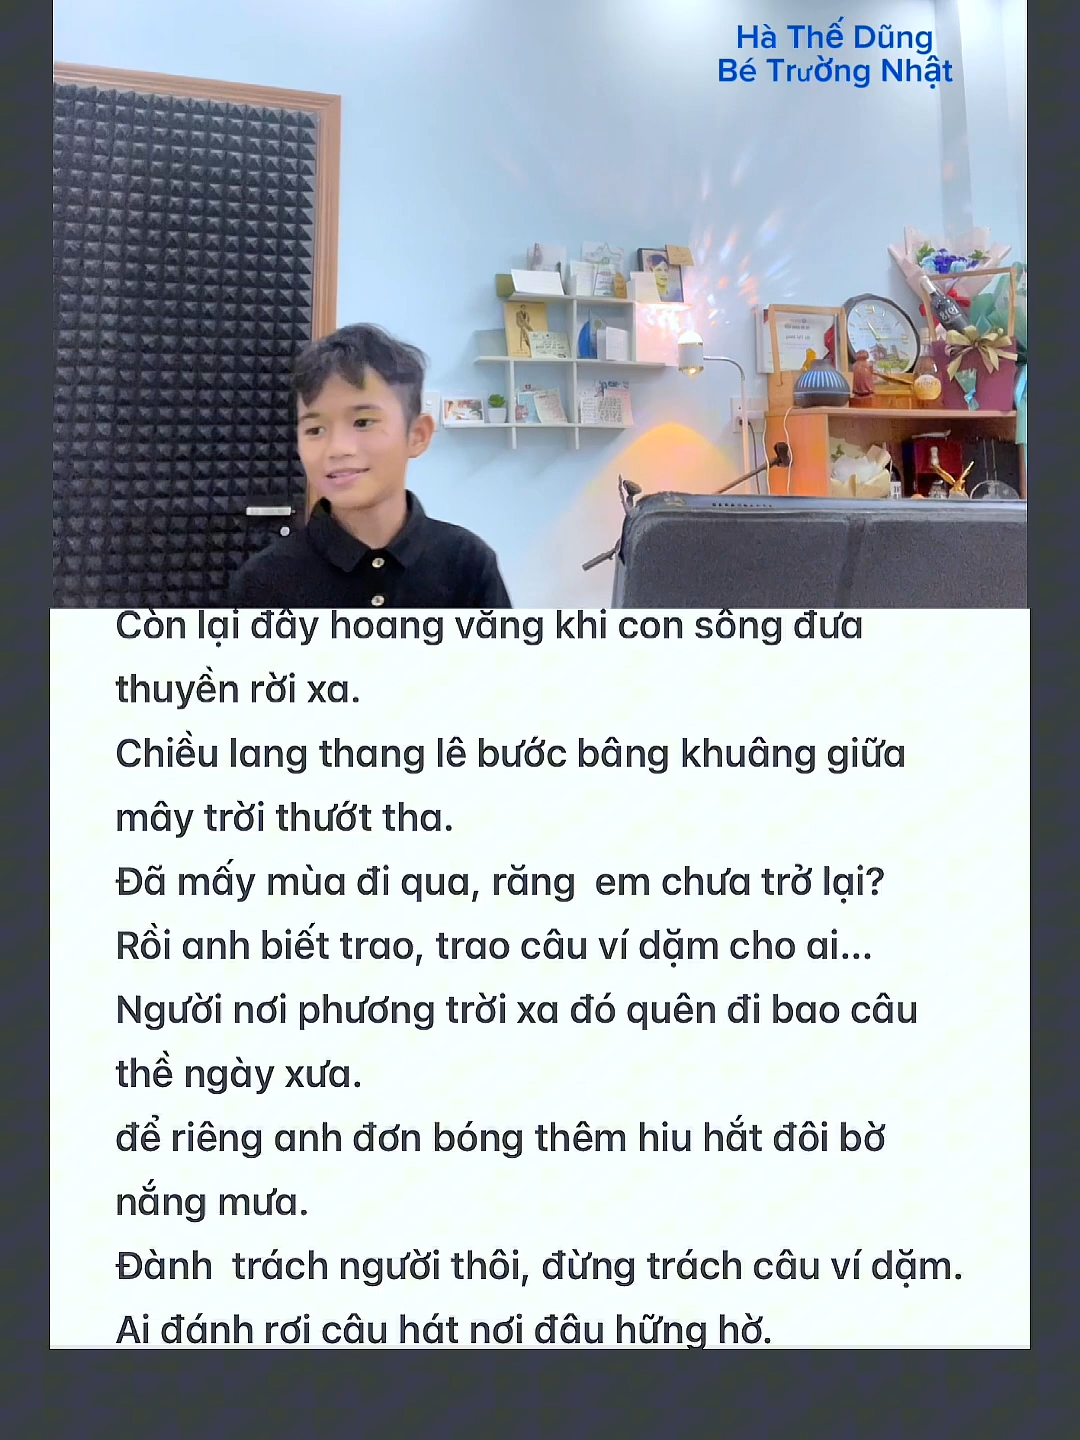 Hà Thế Dũng
Bé Trường Nhật
Còn lại đây hoang vắng khi con sông đưa
thuyền rời xa.
Chiều lang thang lê bước bâng khuâng giữa
mây trời thướt tha.
Đã mấy mùa đi qua, răng  em chưa trở lại?
Rồi anh biết trao, trao câu ví dặm cho ai...
Người nơi phương trời xa đó quên đi bao câu
thề ngày xưa.
để riêng anh đơn bóng thêm hiu hắt đôi bờ
nắng mưa.
Đành  trách người thôi, đừng trách câu ví dặm.
Ai đánh rơi câu hát nơi đâu hững hờ.